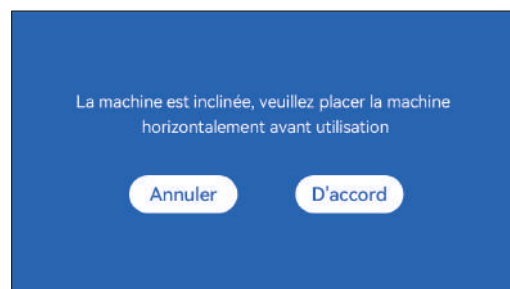 La machine est inclinée, veuillez placer la machine
horizontalement avant utilisation
Annuler
D'accord